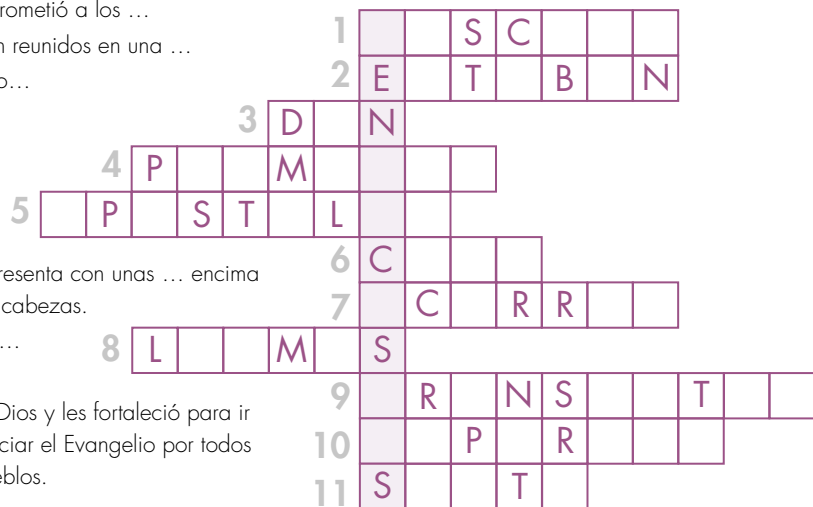 rometió a los …
n reunidos en una …
o…
resenta con unas … encima
cabezas.
…
Dios y les fortaleció para ir
ciar el Evangelio por todos
eblos.
1 S C
2 E T B N
3 D N
4 P M
5 P S T L
6 C
7 C R R
8 L M S
9 R N S T
10 P R
11 S T